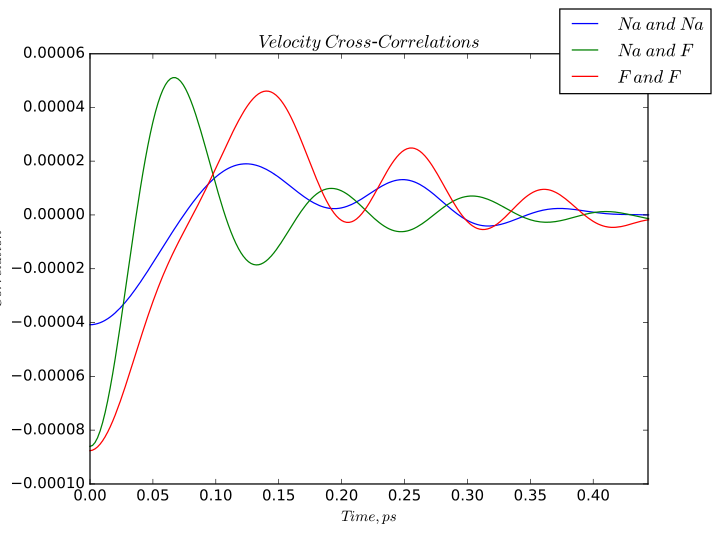 Velocity Cross-Correlations
Na and Na
Na and F
F and F
0.00006
0.00004
0.00002
0.00000
−0.00002
−0.00004
−0.00006
−0.00008
−0.00010
0.00 0.05 0.10 0.15 0.20 0.25 0.30 0.35 0.40
Time, ps